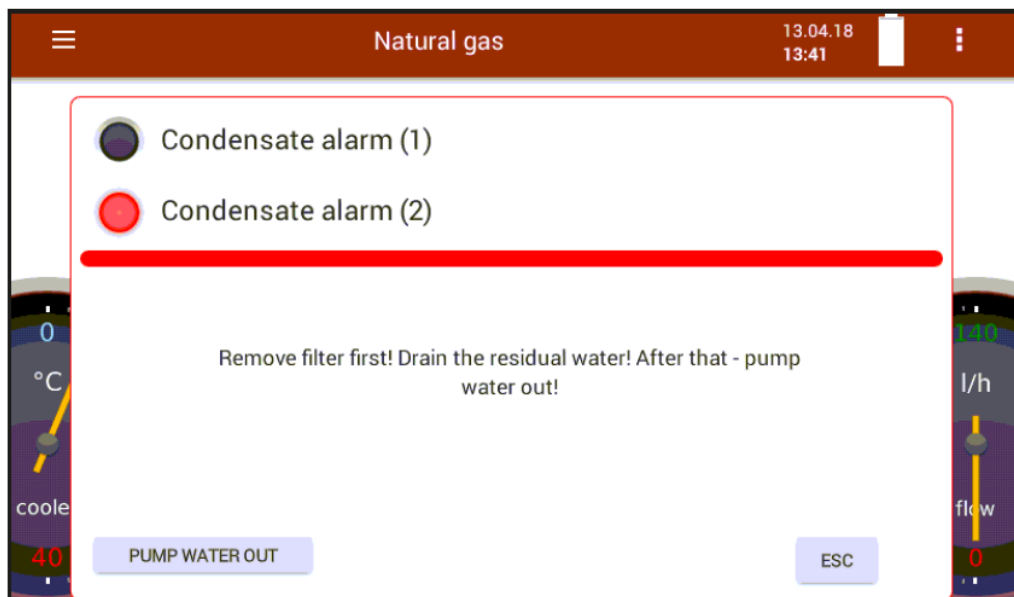 Natural gas
13.04.18
13:41
Condensate alarm (1)
Condensate alarm (2)
0
°C
coole
40
140
l/h
flow
0
Remove filter first! Drain the residual water! After that - pump
water out!
PUMP WATER OUT
ESC